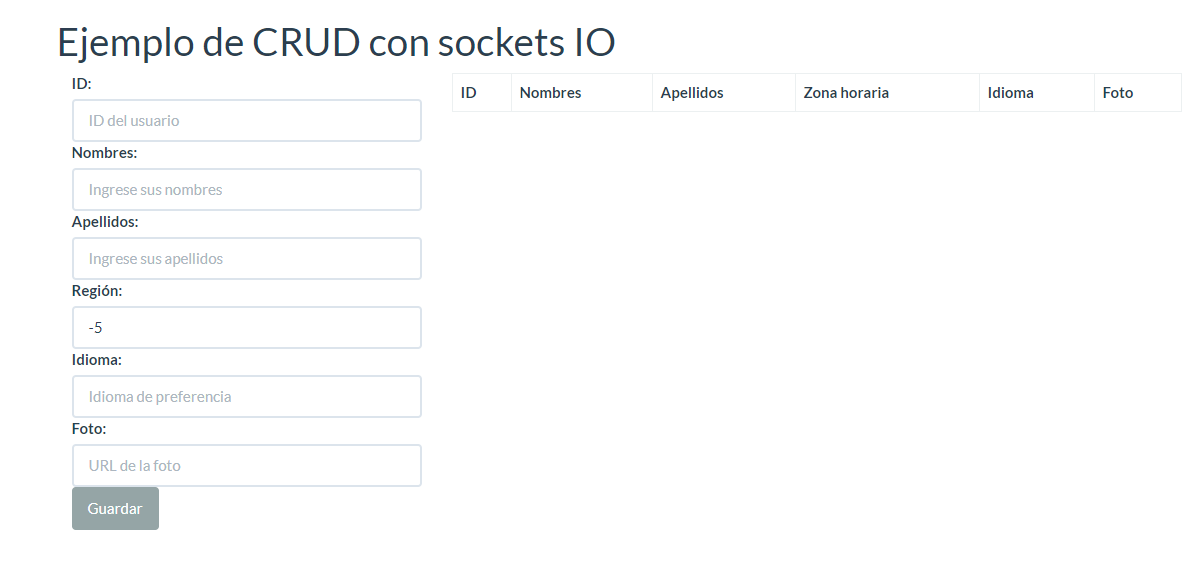 Ejemplo de CRUD con sockets IO
ID:
ID del usuario
Nombres:
Ingrese sus nombres
Apellidos:
Ingrese sus apellidos
Región:
-5
Idioma:
Idioma de preferencia
Foto:
URL de la foto
Guardar
ID Nombres Apellidos Zona horaria Idioma Foto